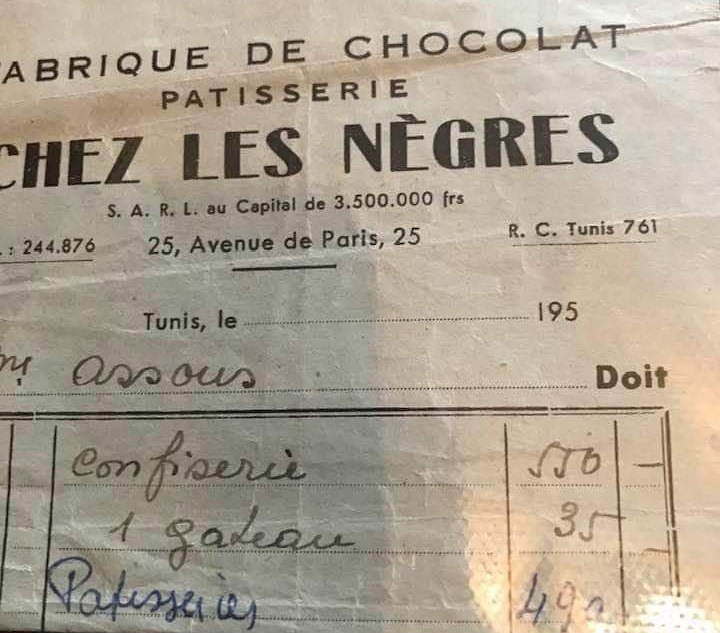 ABRIQUE DE CHOCOLAT
PATISSERIE
CHEZ LES NÈGRES
S. A. R. L. au Capital de 3.500.000 frs
. : 244.876 25, Avenue de Paris, 25 R. C. Tunis 761
Tunis, le 195
assous Doit
Confiserie 550 —
1 gateau 35 —
Patisseries